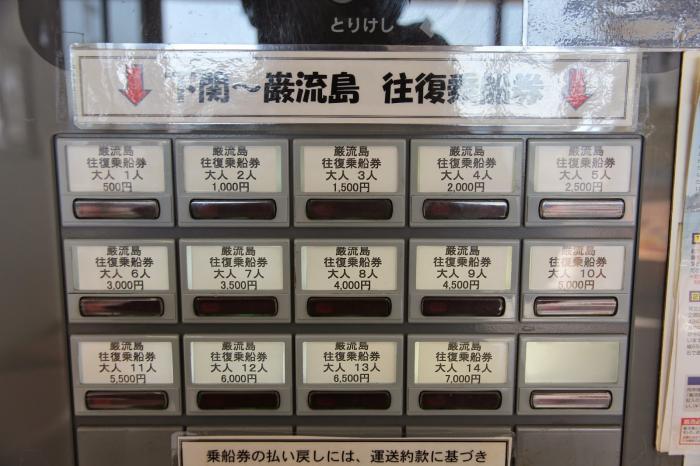 とりけし
下関～巌流島 往復乗船券
巌流島
往復乗船券
大人 1人
500円
巌流島
往復乗船券
大人 2人
1,000円
巌流島
往復乗船券
大人 3人
1,500円
巌流島
往復乗船券
大人 4人
2,000円
巌流島
往復乗船券
大人 5人
2,500円
巌流島
往復乗船券
大人 6人
3,000円
巌流島
往復乗船券
大人 7人
3,500円
巌流島
往復乗船券
大人 8人
4,000円
巌流島
往復乗船券
大人 9人
4,500円
巌流島
往復乗船券
大人 10人
5,000円
巌流島
往復乗船券
大人 11人
5,500円
巌流島
往復乗船券
大人 12人
6,000円
巌流島
往復乗船券
大人 13人
6,500円
巌流島
往復乗船券
大人 14人
7,000円
乗船券の払い戻しには、運送約款に基づき